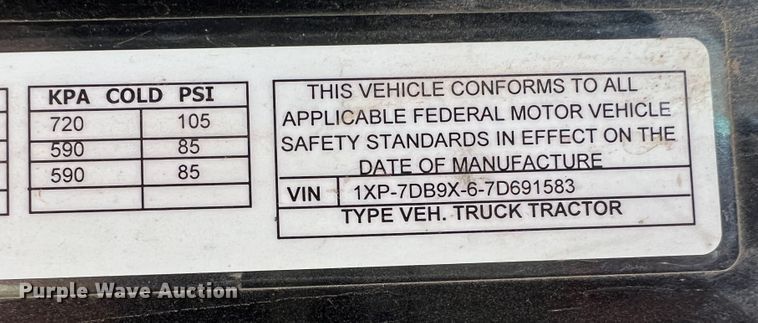 KPA COLD PSI
720 105
590 85
590 85
THIS VEHICLE CONFORMS TO ALL
APPLICABLE FEDERAL MOTOR VEHICLE
SAFETY STANDARDS IN EFFECT ON THE
DATE OF MANUFACTURE
VIN 1XP-7DB9X-6-7D691583
TYPE VEH. TRUCK TRACTOR
Purple Wave Auction
purplewave.com